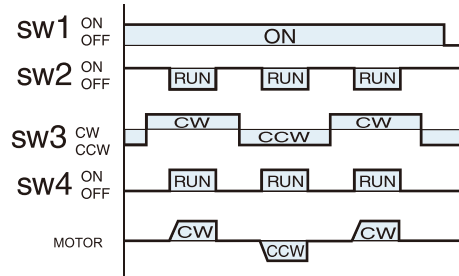 sw1 ON OFF ON
sw2 ON OFF RUN RUN RUN
sw3 CW CCW CW CCW CW
sw4 ON OFF RUN RUN RUN
MOTOR CW CCW CW